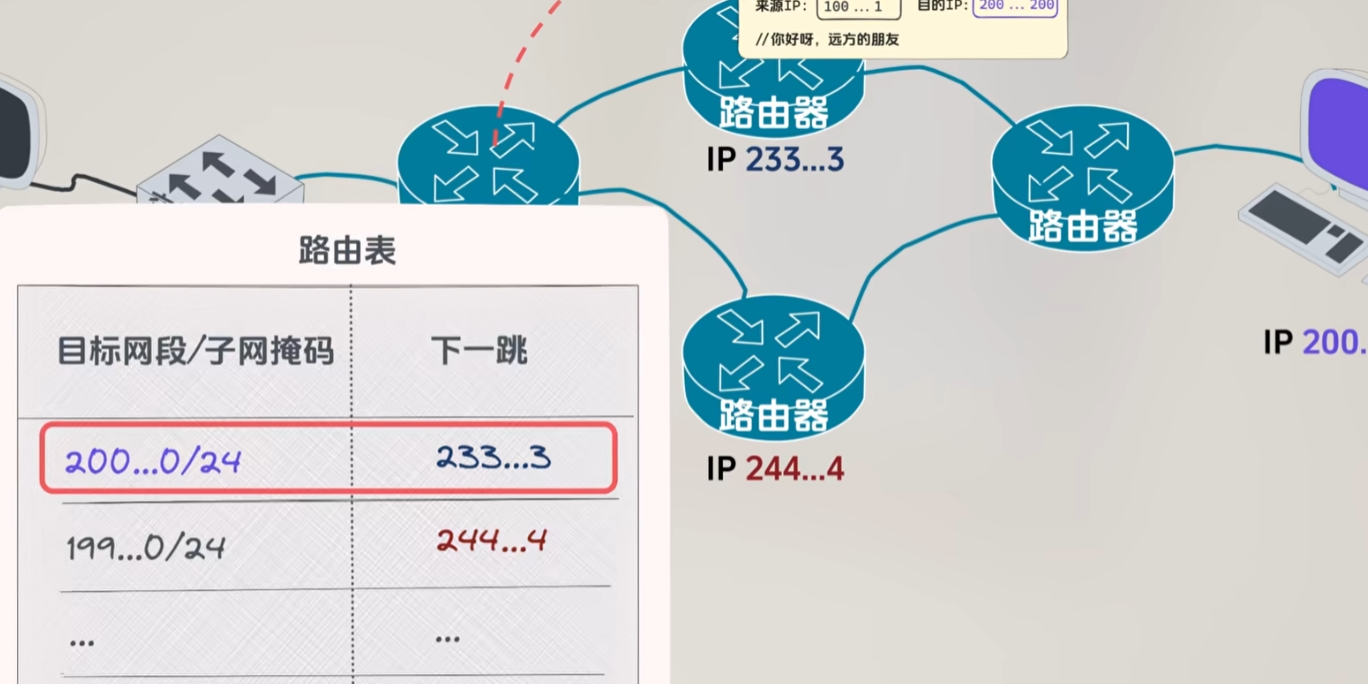 来源IP: 100 ... 1 目的IP: 200 ... 200
//你好呀，远方的朋友
路由器
IP 233...3
路由器
路由表
目标网段/子网掩码 下一跳
200...0/24 233...3
199...0/24 244...4
... ...
路由器
IP 244...4
IP 200.